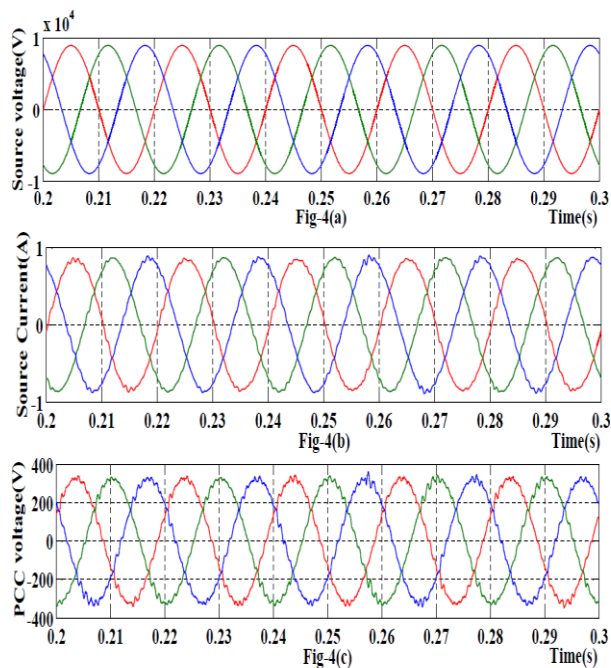 x 10⁴
Source voltage(V)
1
0
-1
0.2 0.21 0.22 0.23 0.24 0.25 0.26 0.27 0.28 0.29 0.3
Fig-4(a) Time(s)
Source Current(A)
1
0
-1
0.2 0.21 0.22 0.23 0.24 0.25 0.26 0.27 0.28 0.29 0.3
Fig-4(b) Time(s)
PCC voltage(V)
400
200
0
-200
-400
0.2 0.21 0.22 0.23 0.24 0.25 0.26 0.27 0.28 0.29 0.3
Fig-4(c) Time(s)